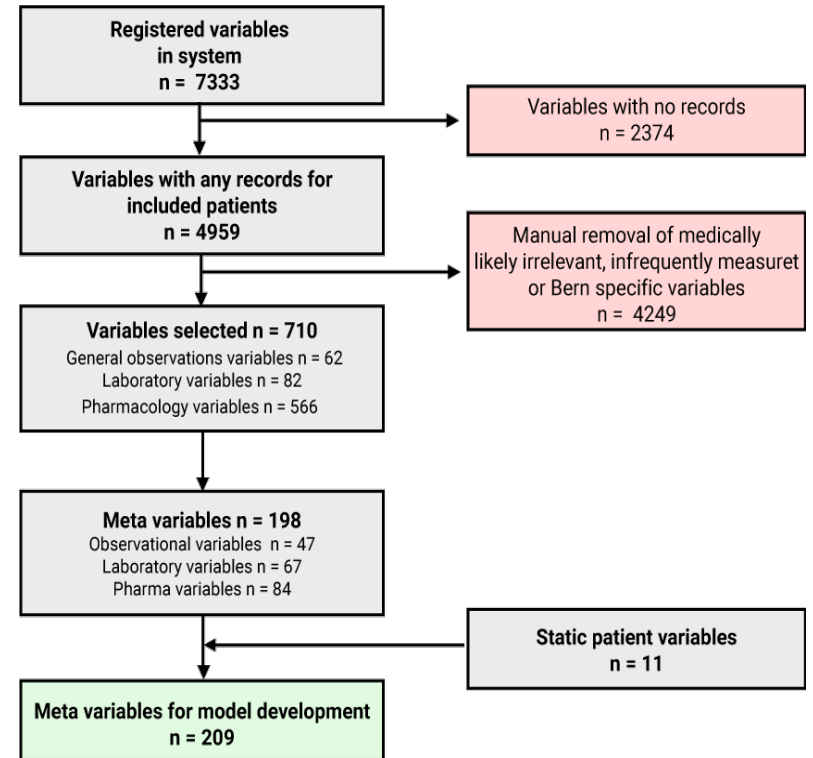 Registered variables
in system
n = 7333
Variables with no records
n = 2374
Variables with any records for
included patients
n = 4959
Manual removal of medically
likely irrelevant, infrequently measuret
or Bern specific variables
n = 4249
Variables selected n = 710
General observations variables n = 62
Laboratory variables n = 82
Pharmacology variables n = 566
Meta variables n = 198
Observational variables n = 47
Laboratory variables n = 67
Pharma variables n = 84
Static patient variables
n = 11
Meta variables for model development
n = 209